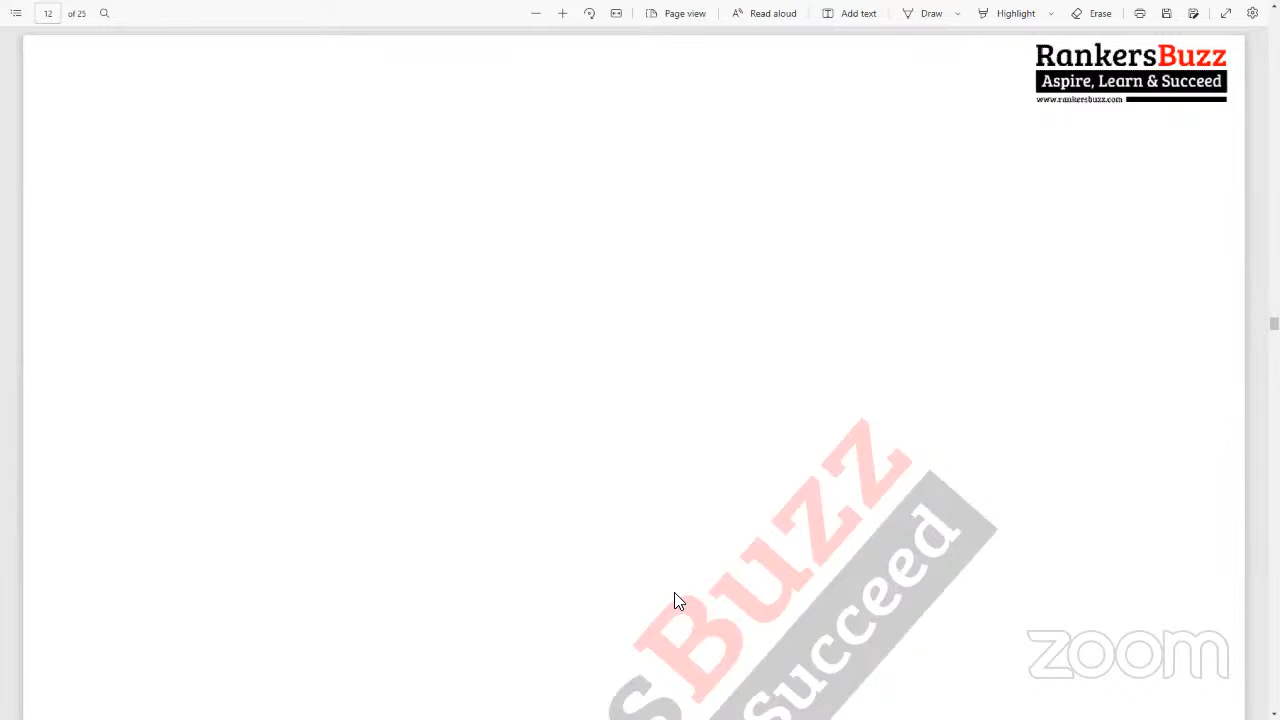 12 of 25 Page view Read aloud Add text Draw Highlight Erase
RankersBuzz
Aspire, Learn & Succeed
www.rankersbuzz.com
sBuzz
succeed
zoom